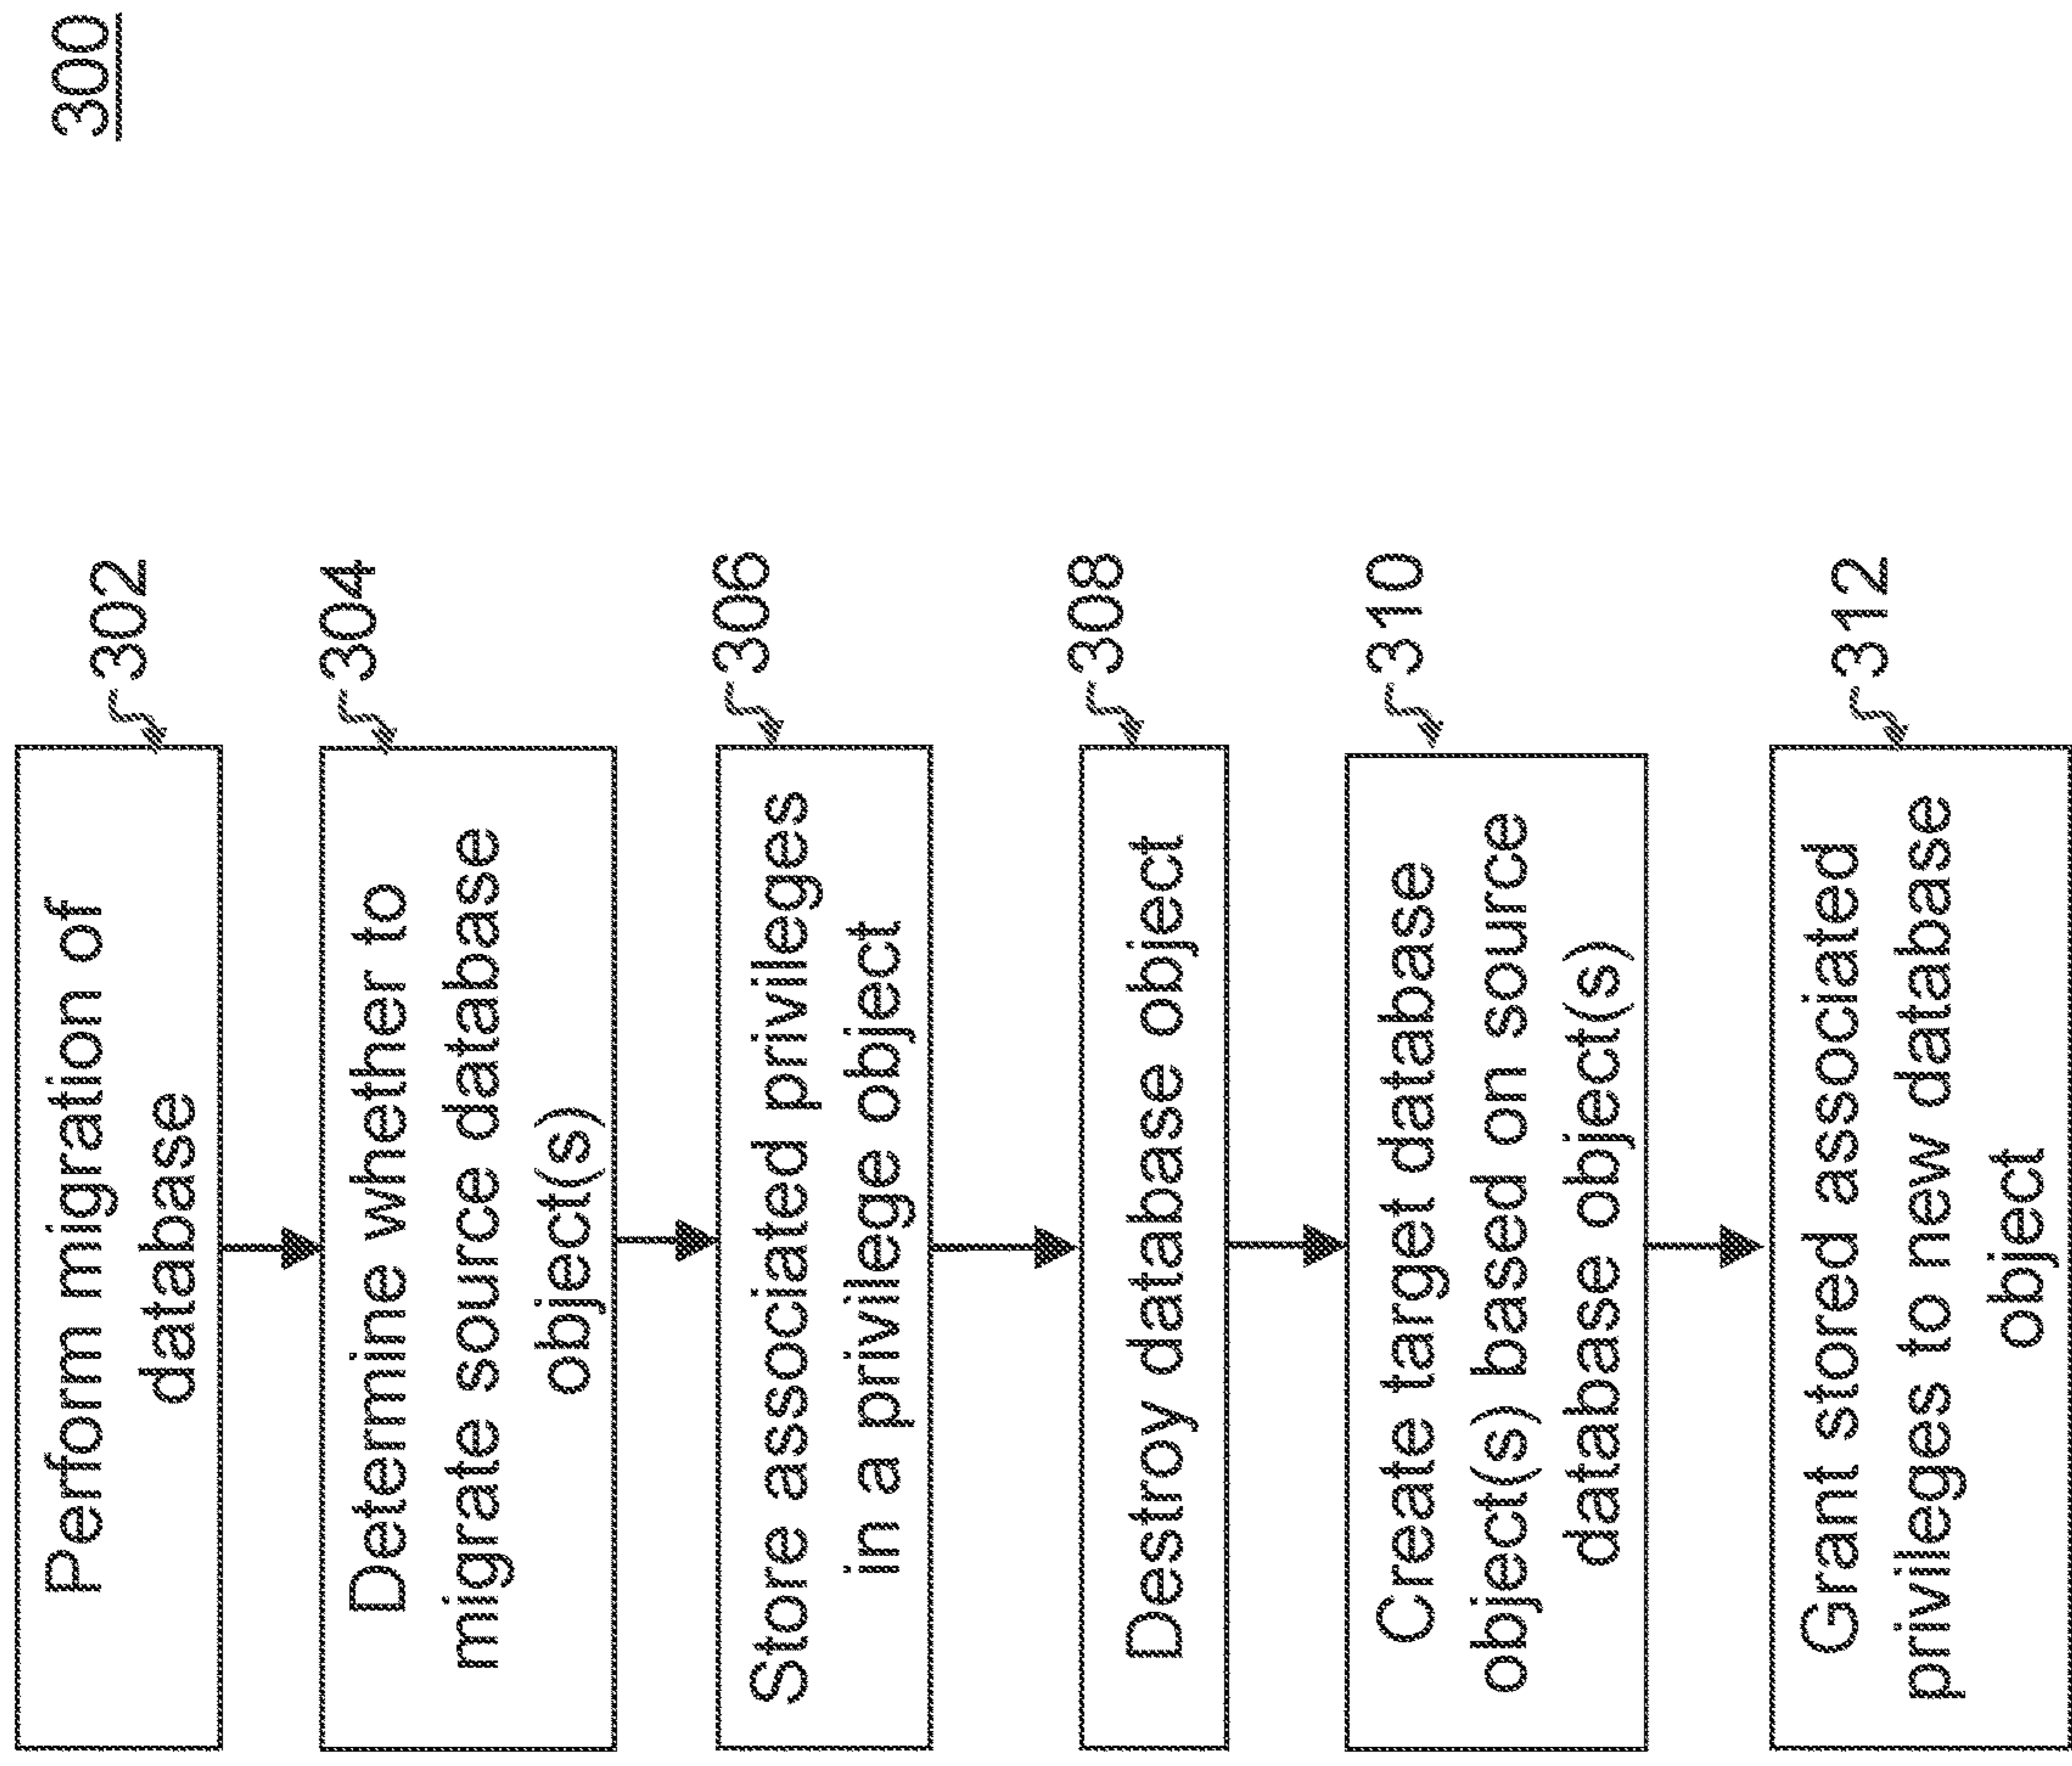 300
Perform migration of
database
302
Determine whether to
migrate source database
object(s)
304
Store associated privileges
in a privilege object
306
Destroy database object
308
Create target database
object(s) based on source
database object(s)
310
Grant stored associated
privileges to new database
object
312